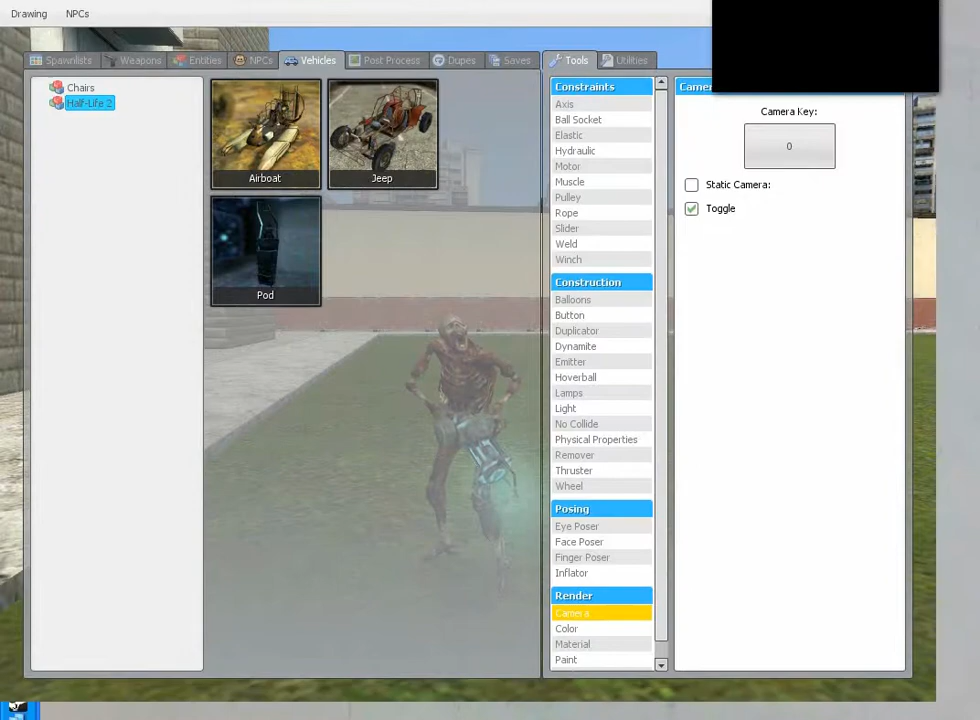 Drawing NPCs
Spawnlists Weapons Entities NPCs Vehicles Post Process Dupes Saves Tools Utilities
Chairs
Half-Life 2
Airboat
Jeep
Pod
Constraints
Axis
Ball Socket
Elastic
Hydraulic
Motor
Muscle
Pulley
Rope
Slider
Weld
Winch
Construction
Balloons
Button
Duplicator
Dynamite
Emitter
Hoverball
Lamps
Light
No Collide
Physical Properties
Remover
Thruster
Wheel
Posing
Eye Poser
Face Poser
Finger Poser
Inflator
Render
Camera
Color
Material
Paint
Camera Key:
0
Static Camera:
Toggle